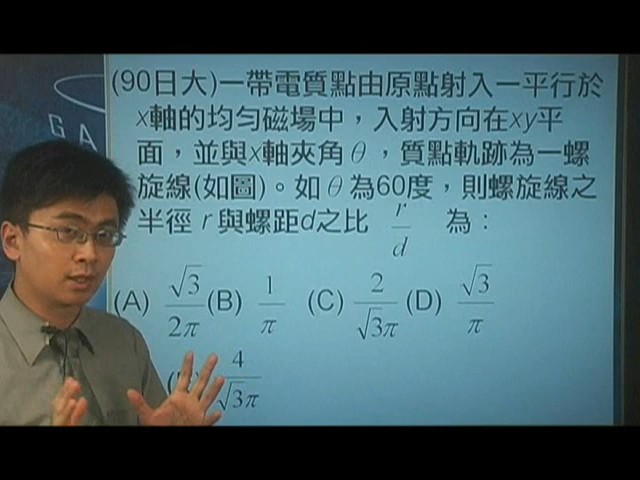 GA
(90日大)一帶電質點由原點射入一平行於
x軸的均勻磁場中，入射方向在xy平
面，並與x軸夾角θ，質點軌跡為一螺
旋線(如圖)。如θ為60度，則螺旋線之
半徑 r 與螺距d之比 r/d 為：
(A) √3/2π (B) 1/π (C) 2/√3π (D) √3/π
4/√3π